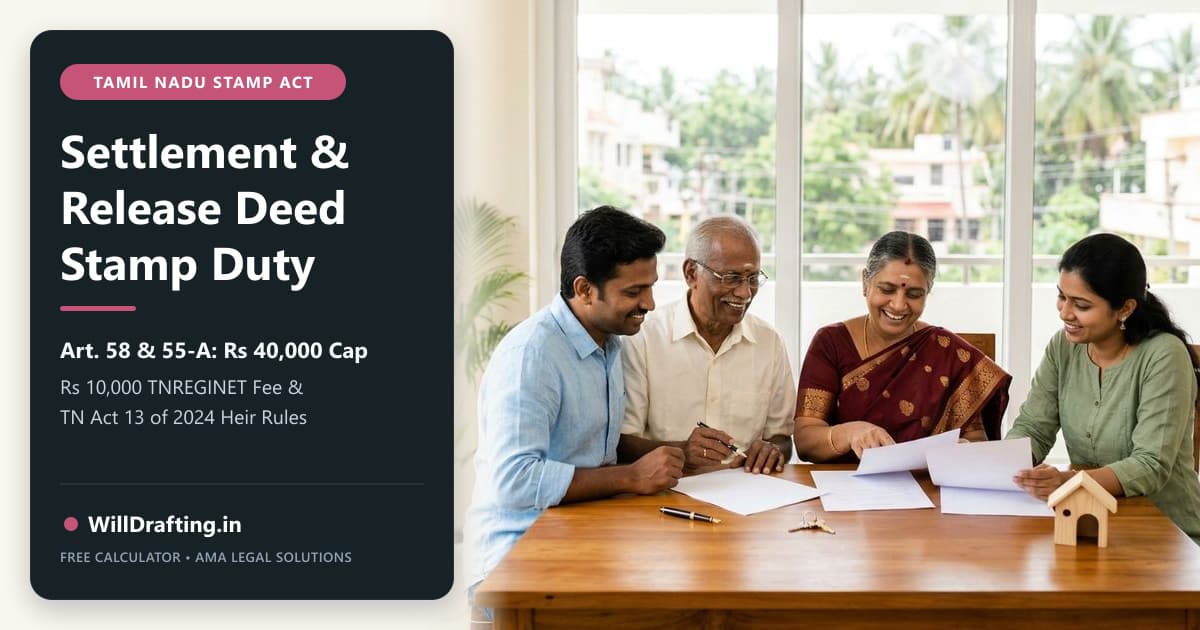 TAMIL NADU STAMP ACT
Settlement &
Release Deed
Stamp Duty
Art. 58 & 55-A: Rs 40,000 Cap
Rs 10,000 TNREGINET Fee &
TN Act 13 of 2024 Heir Rules
WillDrafting.in
FREE CALCULATOR • AMA LEGAL SOLUTIONS